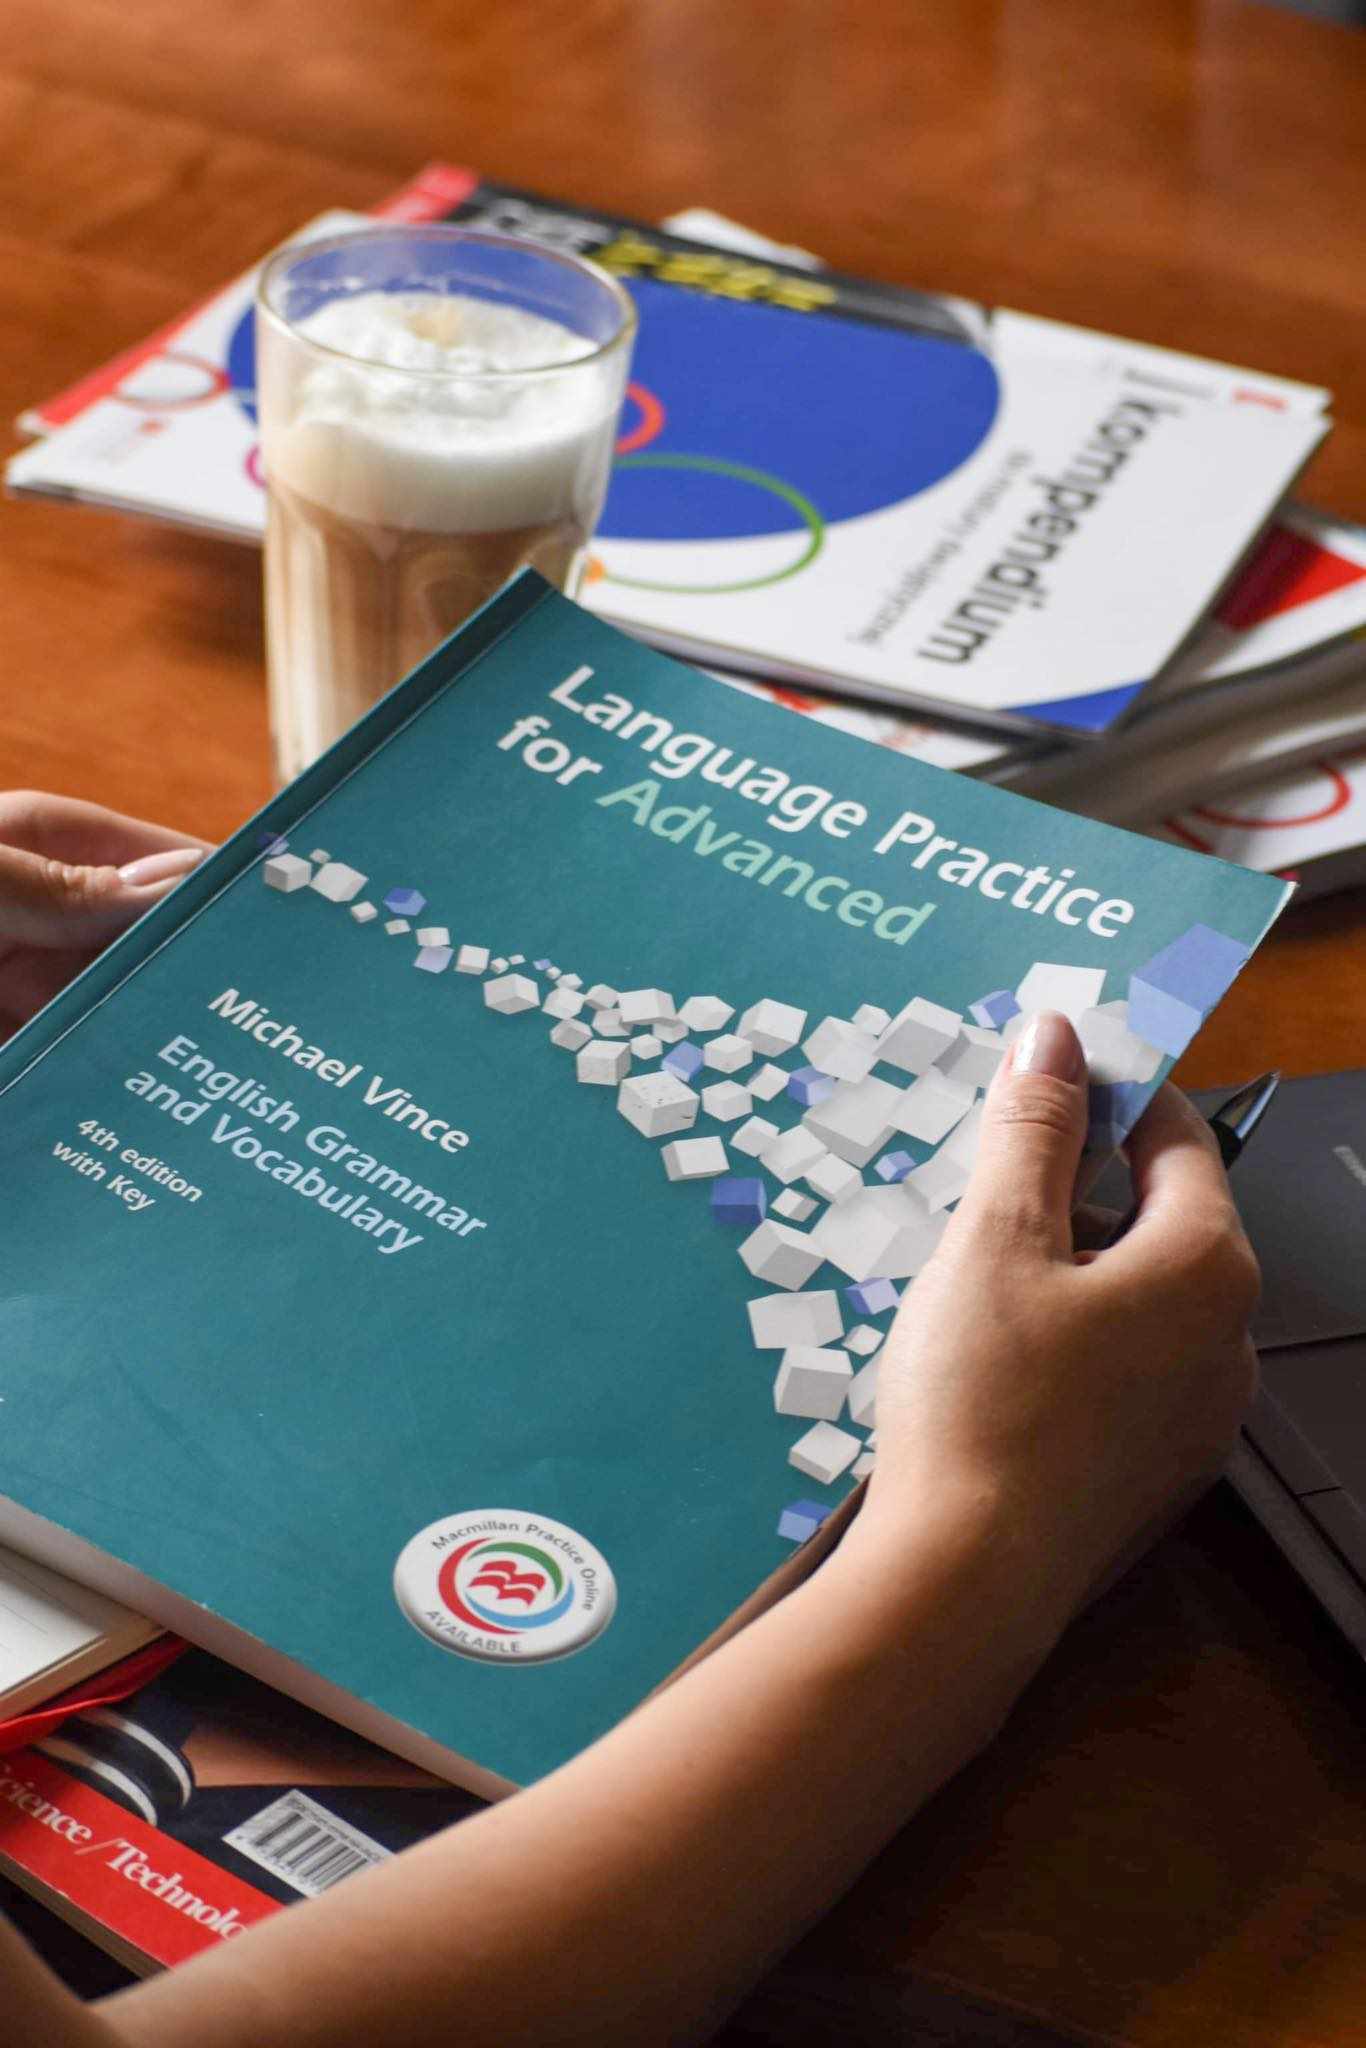 kompendium
Language Practice
for Advanced
Michael Vince
English Grammar
and Vocabulary
4th edition
with Key
Macmillan Practice Online
AVAILABLE
Science/Technolo